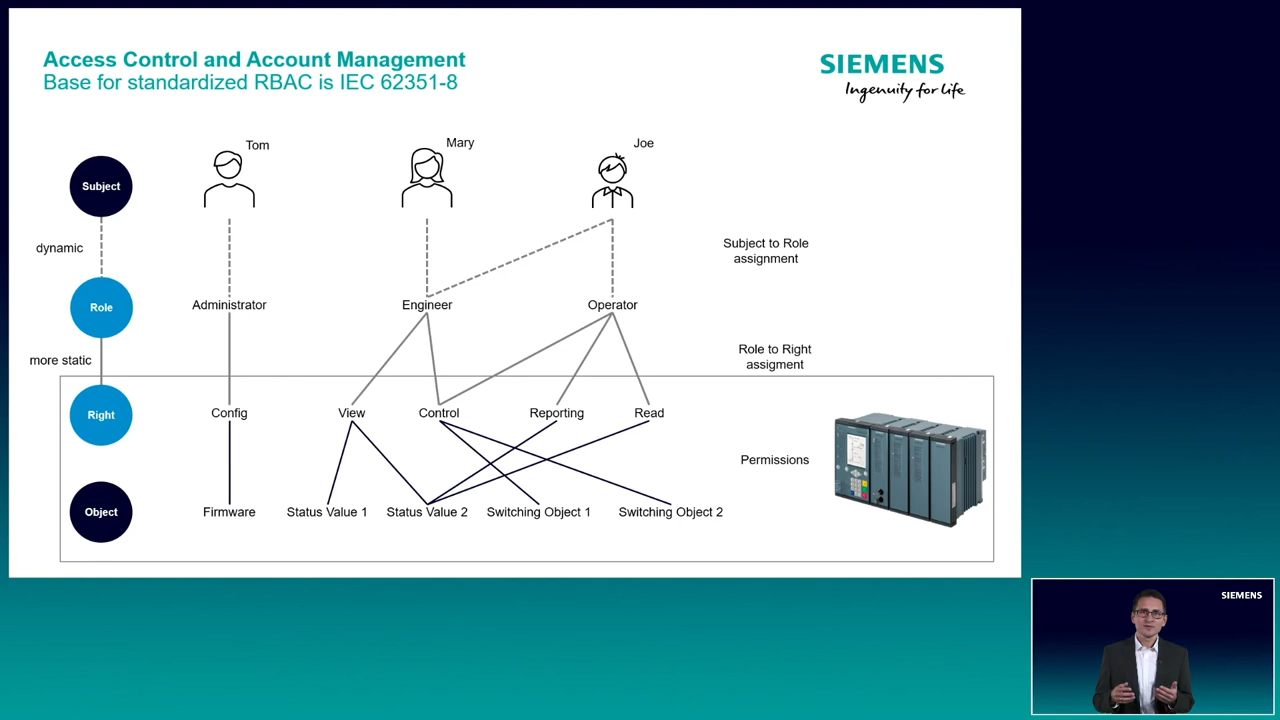 Access Control and Account Management
Base for standardized RBAC is IEC 62351-8
SIEMENS
Ingenuity for life
Tom
Mary
Joe
Subject
dynamic
Subject to Role
assignment
Role
Administrator
Engineer
Operator
more static
Role to Right
assigment
Right
Config
View
Control
Reporting
Read
Permissions
Object
Firmware
Status Value 1
Status Value 2
Switching Object 1
Switching Object 2
SIEMENS